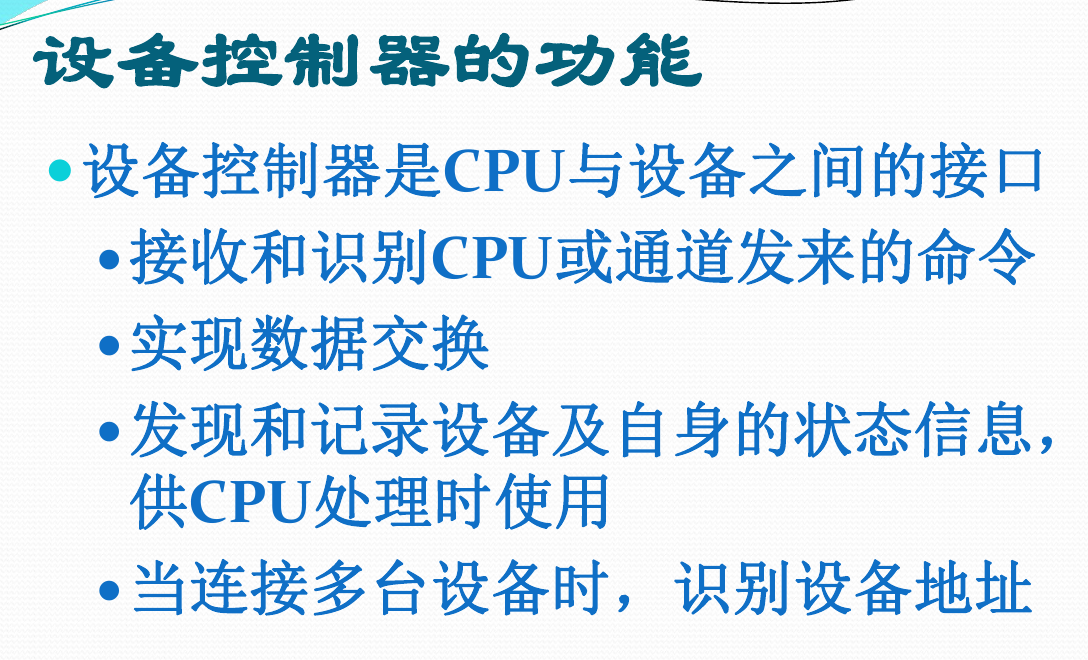 设备控制器的功能
•设备控制器是CPU与设备之间的接口
•接收和识别CPU或通道发来的命令
•实现数据交换
•发现和记录设备及自身的状态信息，
供CPU处理时使用
•当连接多台设备时，识别设备地址